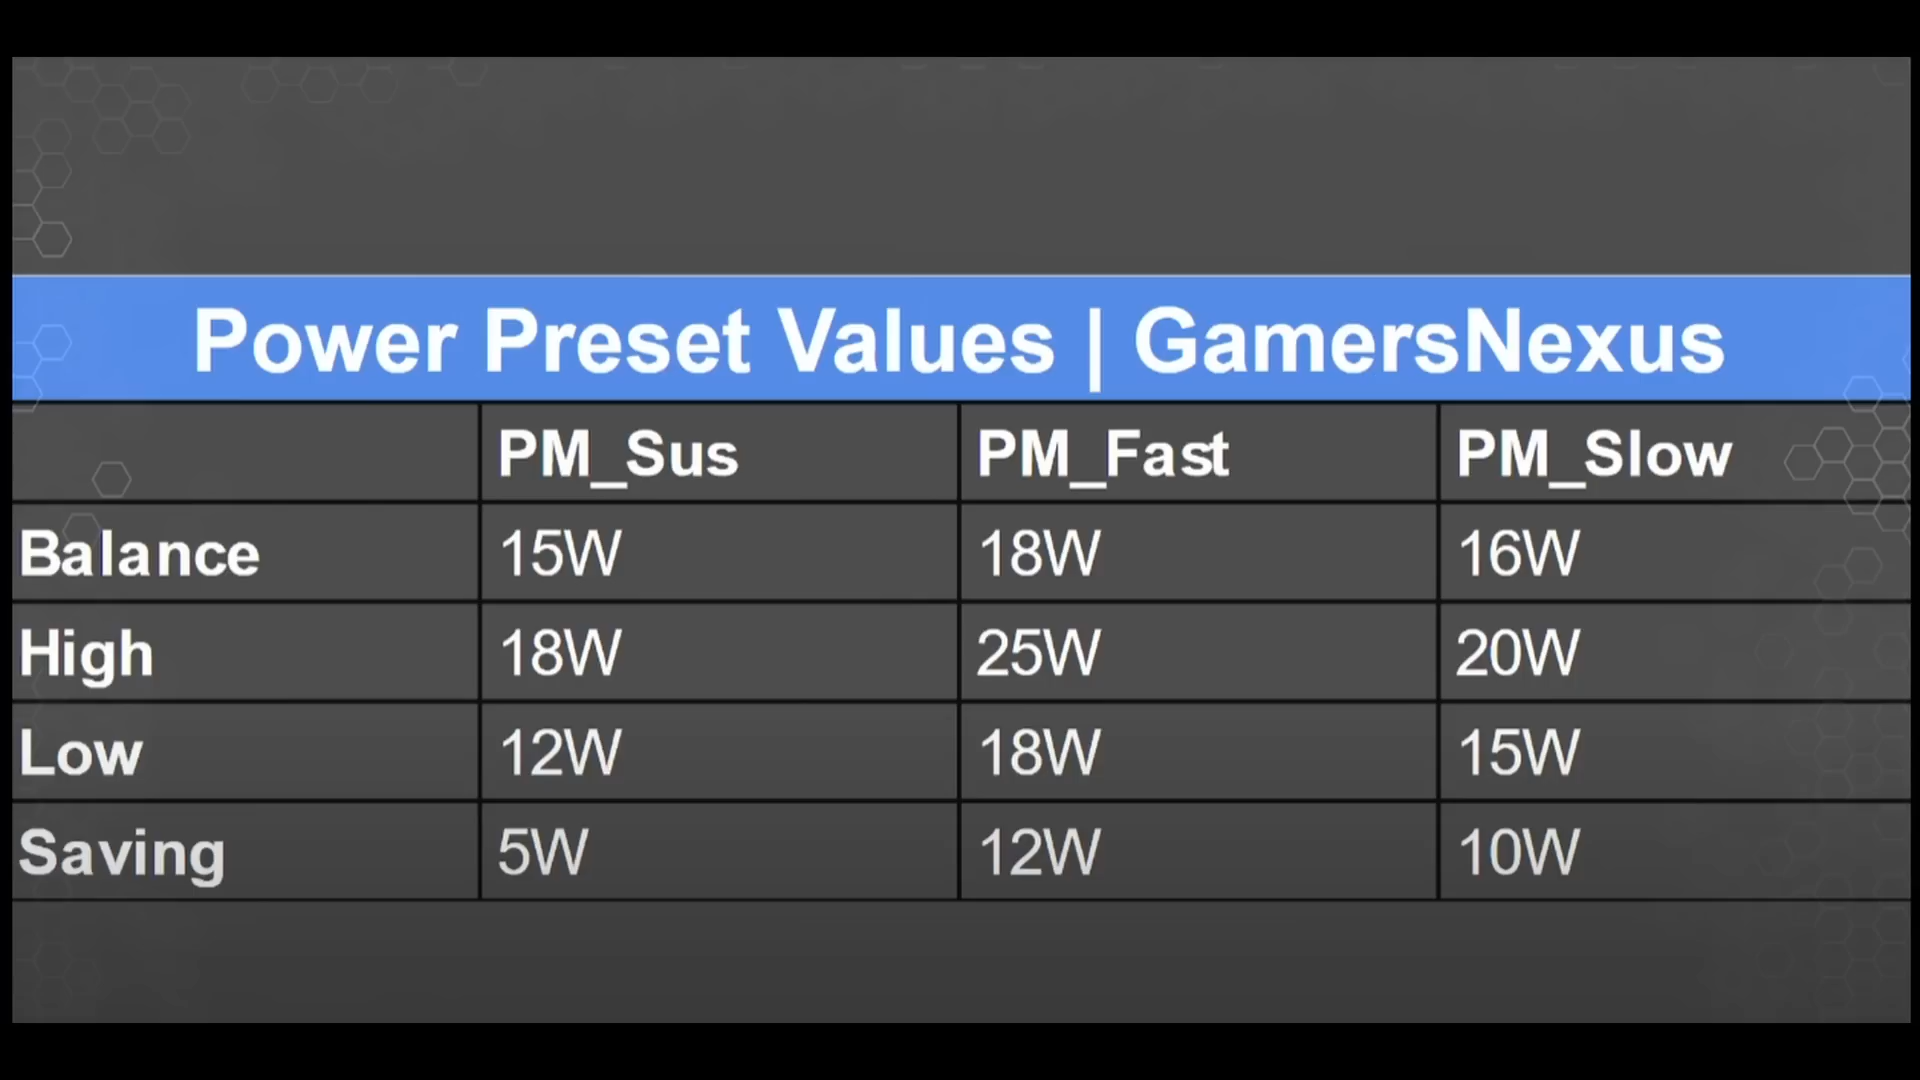 Power Preset Values | GamersNexus
PM_Sus PM_Fast PM_Slow
Balance 15W 18W 16W
High 18W 25W 20W
Low 12W 18W 15W
Saving 5W 12W 10W